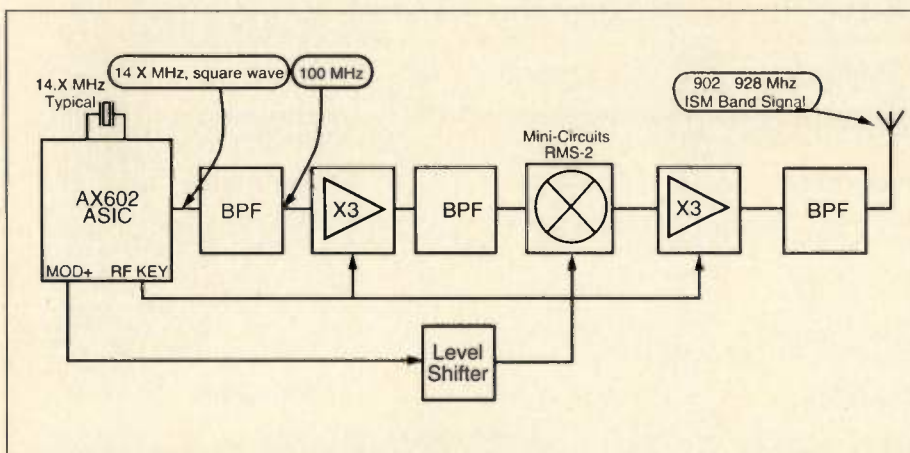 14.X MHz
Typical
14 X MHz, square wave
100 MHz
902 928 Mhz
ISM Band Signal
Mini-Circuits
RMS-2
AX602
ASIC
BPF
X3
BPF
X3
BPF
MOD+ RF KEY
Level
Shifter